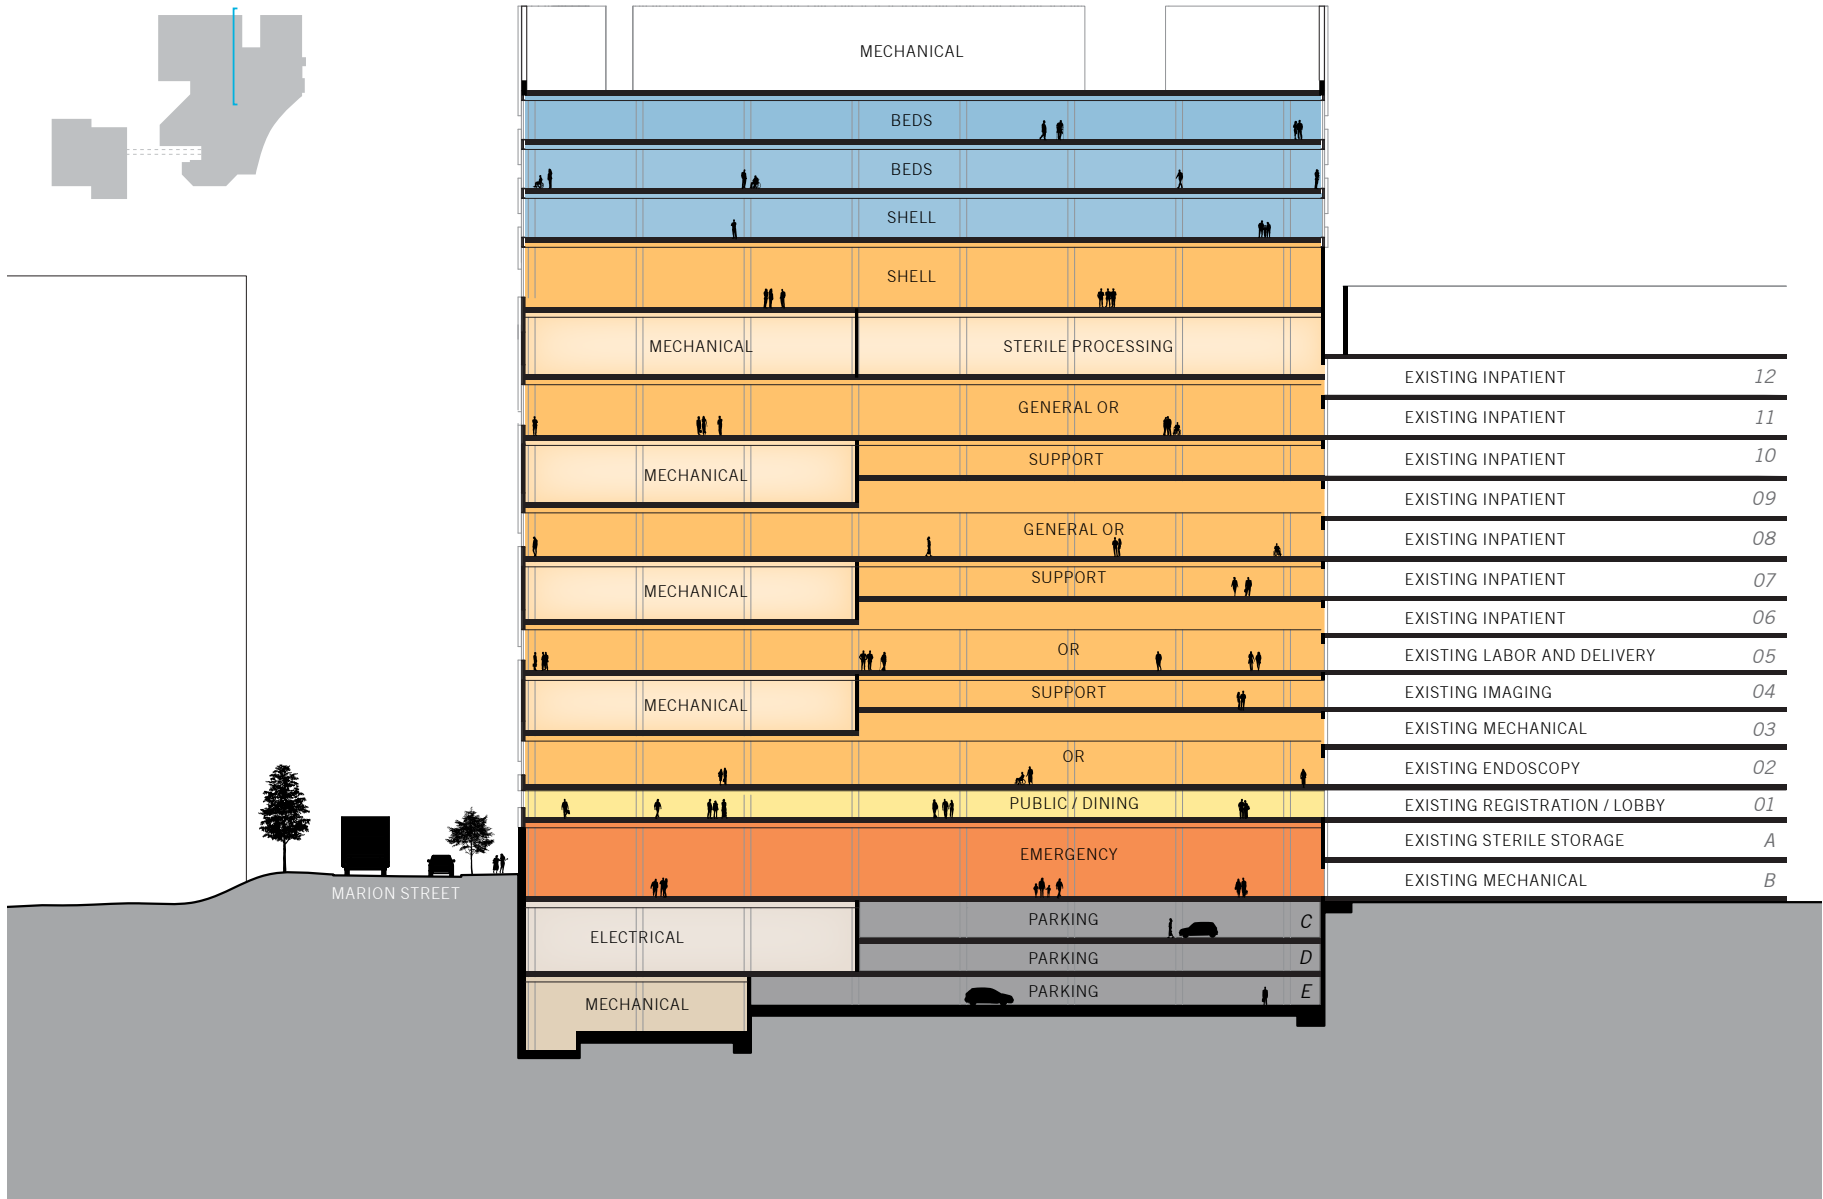 MECHANICAL
BEDS
BEDS
SHELL
SHELL
MECHANICAL STERILE PROCESSING
EXISTING INPATIENT 12
GENERAL OR
EXISTING INPATIENT 11
SUPPORT
EXISTING INPATIENT 10
MECHANICAL
EXISTING INPATIENT 09
GENERAL OR
EXISTING INPATIENT 08
SUPPORT
EXISTING INPATIENT 07
MECHANICAL
EXISTING INPATIENT 06
OR
EXISTING LABOR AND DELIVERY 05
SUPPORT
EXISTING IMAGING 04
MECHANICAL
EXISTING MECHANICAL 03
OR
EXISTING ENDOSCOPY 02
PUBLIC / DINING
EXISTING REGISTRATION / LOBBY 01
EXISTING STERILE STORAGE A
EMERGENCY
EXISTING MECHANICAL B
MARION STREET
PARKING C
ELECTRICAL
PARKING D
PARKING E
MECHANICAL